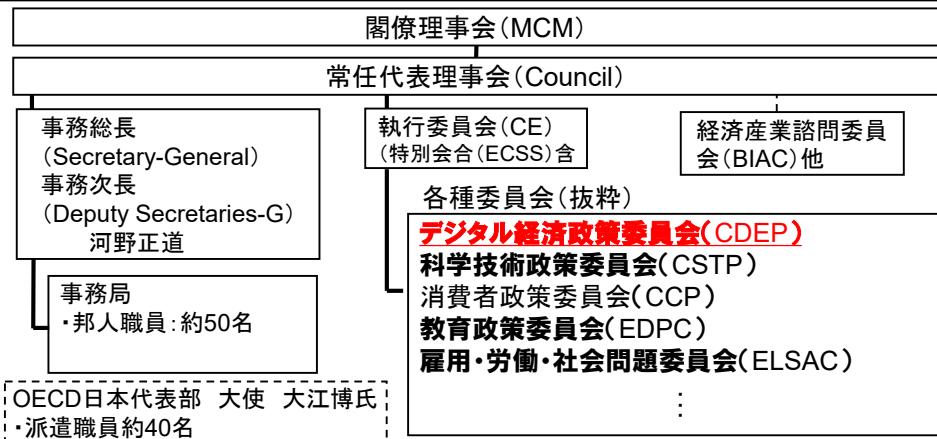 閣僚理事会(MCM)
常任代表理事会(Council)
事務総長
(Secretary-General)
事務次長
(Deputy Secretaries-G)
河野正道
執行委員会(CE)
(特別会合(ECSS)含
経済産業諮問委員
会(BIAC)他
各種委員会(抜粋)
デジタル経済政策委員会(CDEP)
科学技術政策委員会(CSTP)
消費者政策委員会(CCP)
教育政策委員会(EDPC)
雇用・労働・社会問題委員会(ELSAC)
⋮
事務局
・邦人職員:約50名
OECD日本代表部 大使 大江博氏
・派遣職員約40名